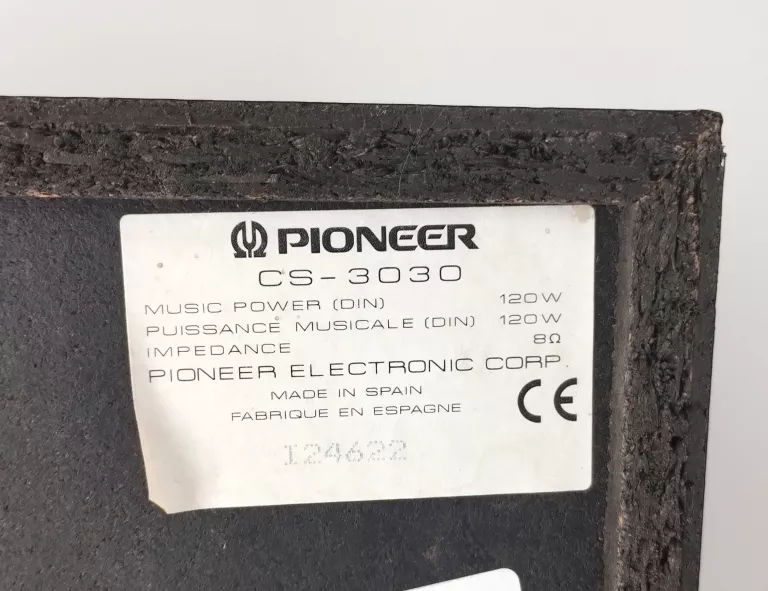 PIONEER
CS-3030
MUSIC POWER (DIN) 120W
PUISSANCE MUSICALE (DIN) 120W
IMPEDANCE 8Ω
PIONEER ELECTRONIC CORP.
MADE IN SPAIN
FABRIQUE EN ESPAGNE
CE
I24622